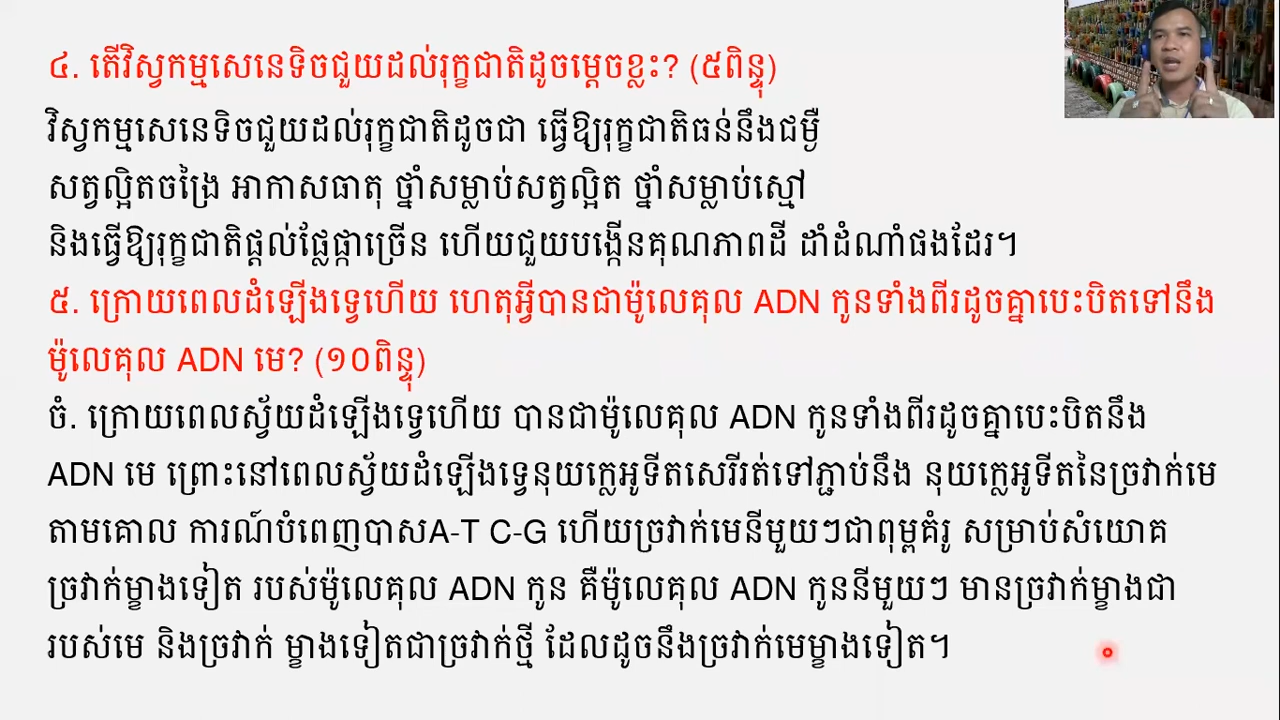 ៤. តើវិស្វកម្មសេនេទិចជួយដល់រុក្ខជាតិដូចម្ដេចខ្លះ? (៥ពិន្ទុ)
វិស្វកម្មសេនេទិចជួយដល់រុក្ខជាតិដូចជា ធ្វើឱ្យរុក្ខជាតិធន់នឹងជម្ងឺ
សត្វល្អិតចង្រៃ អាកាសធាតុ ថ្នាំសម្លាប់សត្វល្អិត ថ្នាំសម្លាប់ស្មៅ
និងធ្វើឱ្យរុក្ខជាតិផ្ដល់ផ្លែផ្កាច្រើន ហើយជួយបង្កើនគុណភាពដី ដាំដំណាំផងដែរ។
៥. ក្រោយពេលដំឡើងទ្វេហើយ ហេតុអ្វីបានជាម៉ូលេគុល ADN កូនទាំងពីរដូចគ្នាបេះបិតទៅនឹង
ម៉ូលេគុល ADN មេ? (១០ពិន្ទុ)
ចំ. ក្រោយពេលស្វ័យដំឡើងទ្វេហើយ បានជាម៉ូលេគុល ADN កូនទាំងពីរដូចគ្នាបេះបិតនឹង
ADN មេ ព្រោះនៅពេលស្វ័យដំឡើងទ្វេនុយក្លេអូទីតសេរីរត់ទៅភ្ជាប់នឹង នុយក្លេអូទីតនៃច្រវាក់មេ
តាមគោល ការណ៍បំពេញបាសA-T C-G ហើយច្រវាក់មេនីមួយៗជាពុម្ពគំរូ សម្រាប់សំយោគ
ច្រវាក់ម្ខាងទៀត របស់ម៉ូលេគុល ADN កូន គឺម៉ូលេគុល ADN កូននីមួយៗ មានច្រវាក់ម្ខាងជា
របស់មេ និងច្រវាក់ ម្ខាងទៀតជាច្រវាក់ថ្មី ដែលដូចនឹងច្រវាក់មេម្ខាងទៀត។